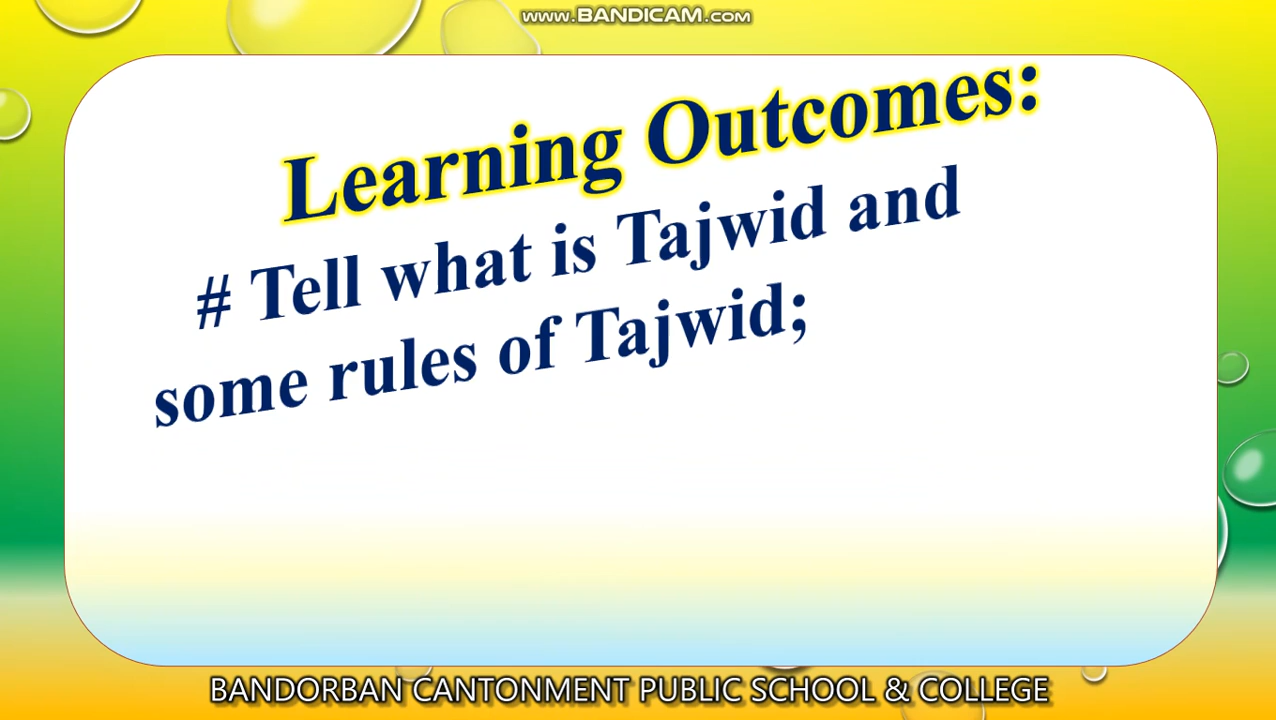 www.BANDICAM.com
Learning Outcomes:
# Tell what is Tajwid and
some rules of Tajwid;
BANDORBAN CANTONMENT PUBLIC SCHOOL & COLLEGE